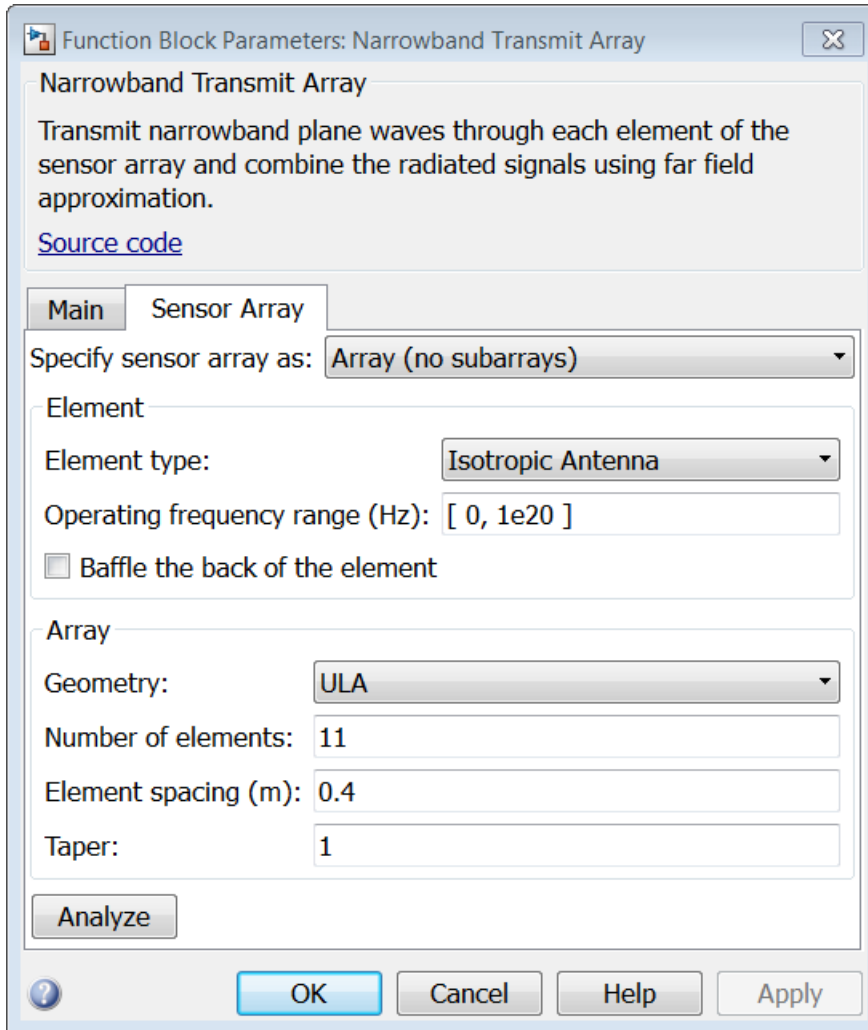 Function Block Parameters: Narrowband Transmit Array
Narrowband Transmit Array
Transmit narrowband plane waves through each element of the
sensor array and combine the radiated signals using far field
approximation.
Source code
Main Sensor Array
Specify sensor array as: Array (no subarrays)
Element
Element type: Isotropic Antenna
Operating frequency range (Hz): [ 0, 1e20 ]
Baffle the back of the element
Array
Geometry: ULA
Number of elements: 11
Element spacing (m): 0.4
Taper: 1
Analyze
? OK Cancel Help Apply